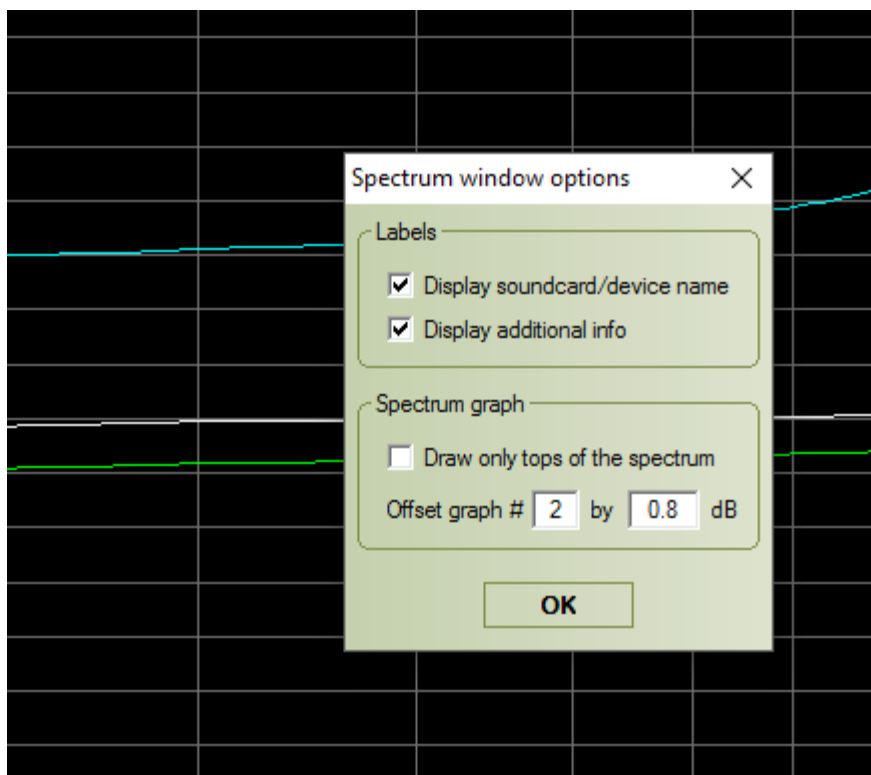 Spectrum window options
Labels
Display soundcard/device name
Display additional info
Spectrum graph
Draw only tops of the spectrum
Offset graph # 2 by 0.8 dB
OK